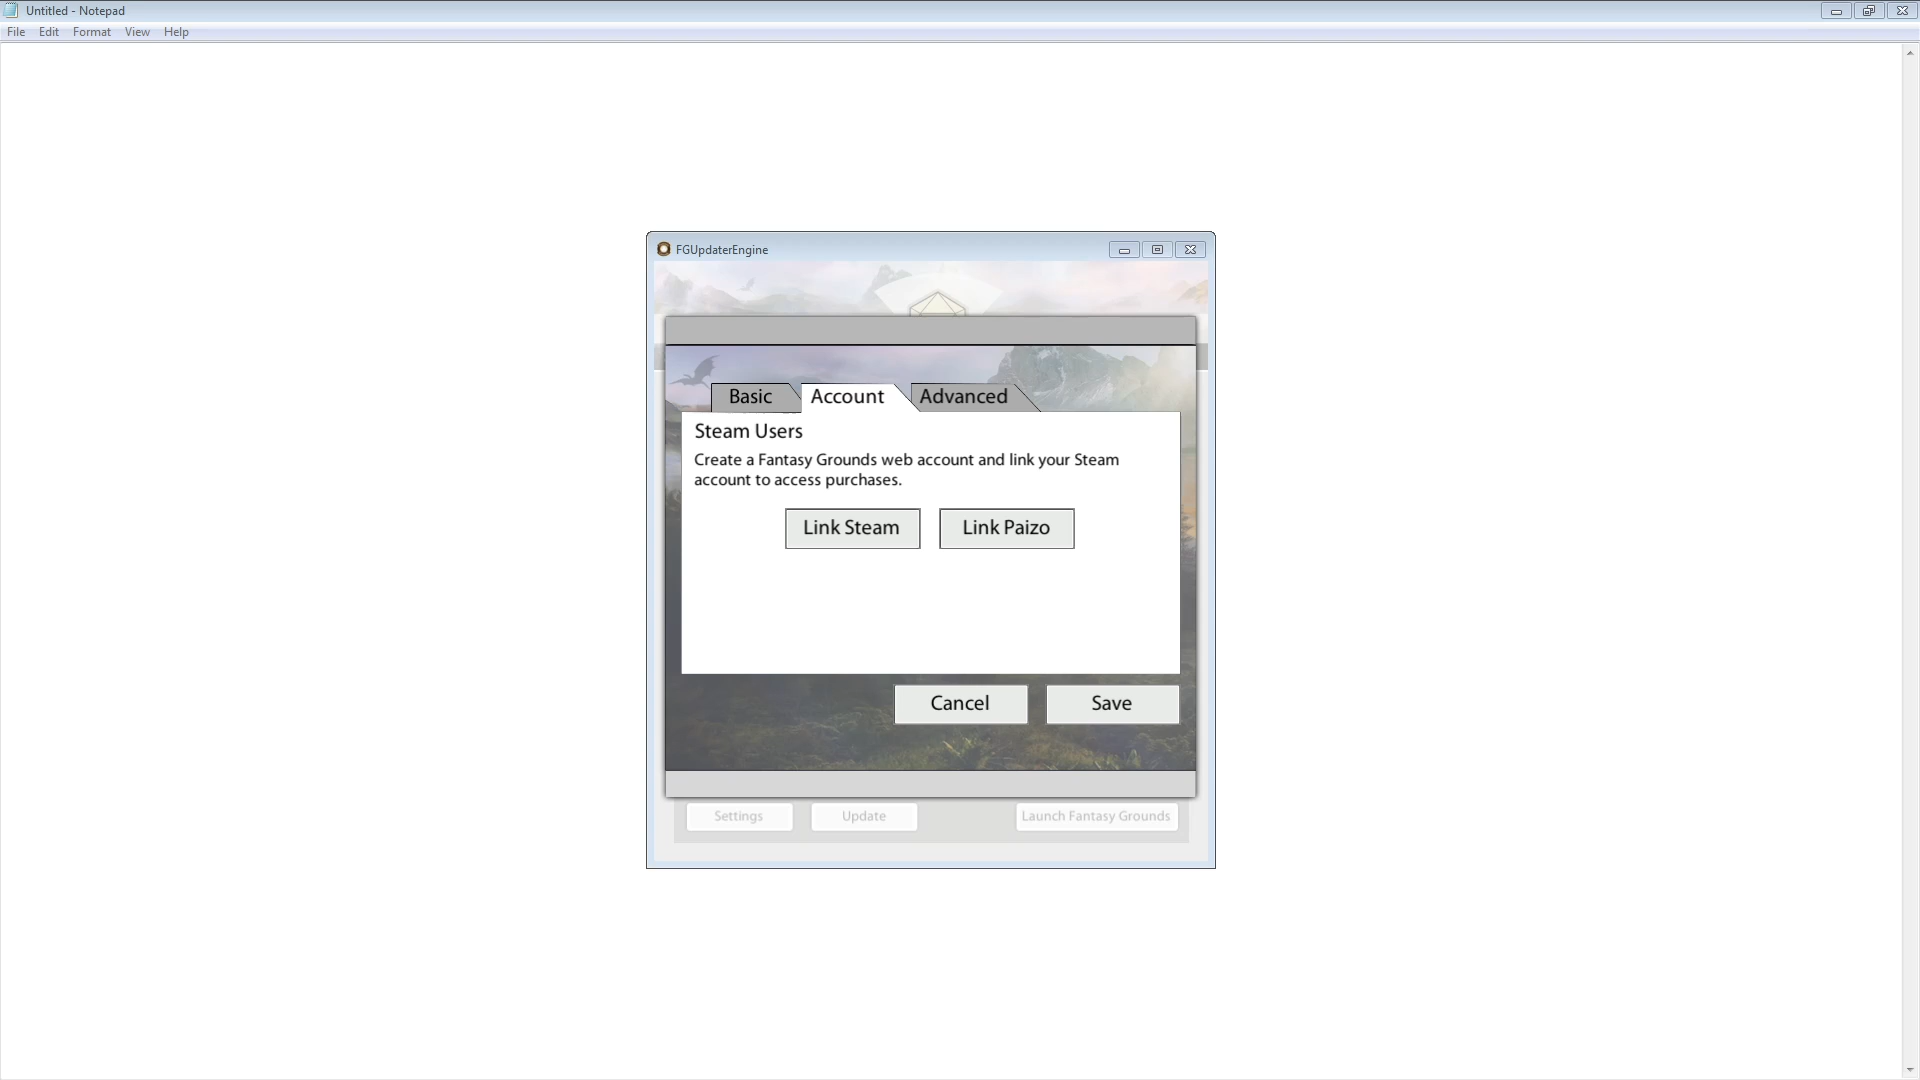 Untitled - Notepad
File Edit Format View Help
FGUpdaterEngine
Basic Account Advanced
Steam Users
Create a Fantasy Grounds web account and link your Steam
account to access purchases.
Link Steam Link Paizo
Cancel Save
Settings Update Launch Fantasy Grounds